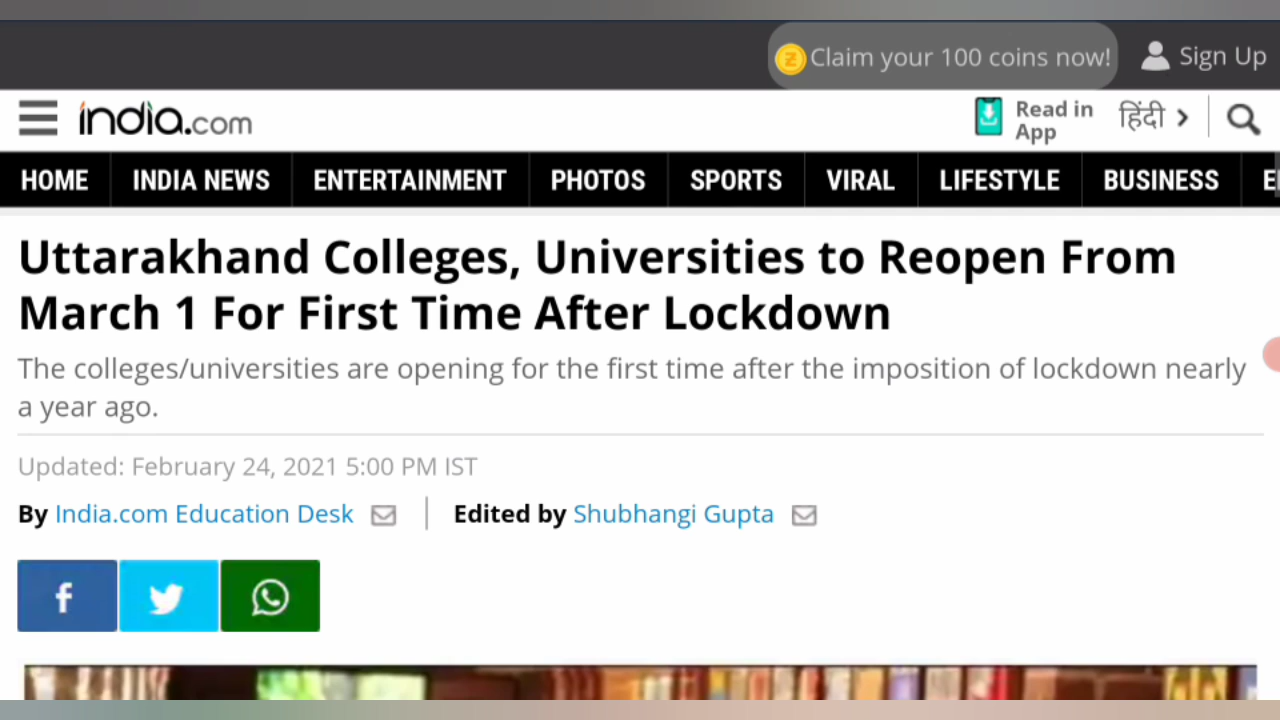 Claim your 100 coins now! Sign Up
india.com Read in App हिंदी
HOME INDIA NEWS ENTERTAINMENT PHOTOS SPORTS VIRAL LIFESTYLE BUSINESS
Uttarakhand Colleges, Universities to Reopen From
March 1 For First Time After Lockdown
The colleges/universities are opening for the first time after the imposition of lockdown nearly
a year ago.
Updated: February 24, 2021 5:00 PM IST
By India.com Education Desk Edited by Shubhangi Gupta